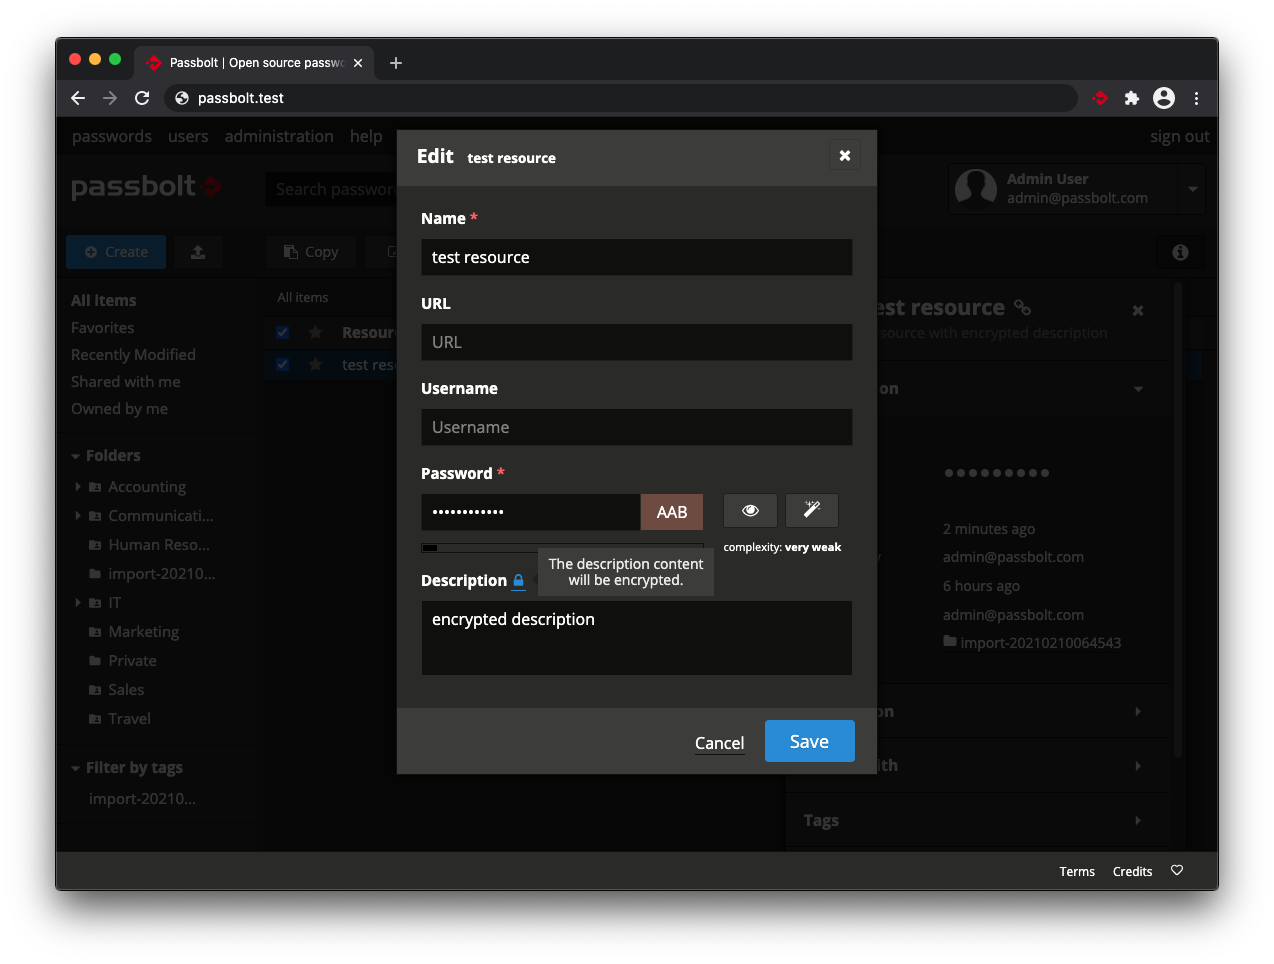 Passbolt | Open source passwo
passbolt.test
passwords users administration help sign out
passbolt
Search passwor
Admin User
admin@passbolt.com
Create
Copy
All items
Favorites
Recently Modified
Shared with me
Owned by me
Folders
Accounting
Communicati...
Human Reso...
import-20210...
IT
Marketing
Private
Sales
Travel
Filter by tags
import-20210...
All items
Resourc
test res
Edit test resource
Name *
test resource
URL
URL
Username
Username
Password *
••••••••••••
AAB
complexity: very weak
The description content
will be encrypted.
Description
encrypted description
Cancel
Save
est resource
source with encrypted description
on
•••••••••
2 minutes ago
admin@passbolt.com
6 hours ago
admin@passbolt.com
import-20210210064543
on
ith
Tags
Terms Credits